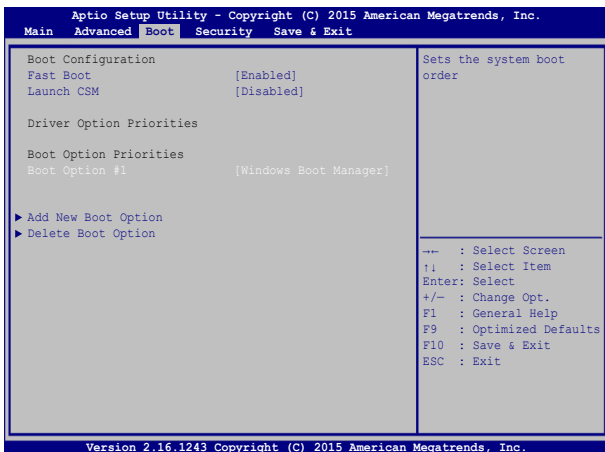 Aptio Setup Utility - Copyright (C) 2015 American Megatrends, Inc.
Main Advanced Boot Security Save & Exit
Boot Configuration
Fast Boot [Enabled]
Launch CSM [Disabled]
Driver Option Priorities
Boot Option Priorities
Boot Option #1 [Windows Boot Manager]
▶ Add New Boot Option
▶ Delete Boot Option
Sets the system boot
order
→← : Select Screen
↑↓ : Select Item
Enter: Select
+/— : Change Opt.
F1 : General Help
F9 : Optimized Defaults
F10 : Save & Exit
ESC : Exit
Version 2.16.1243 Copyright (C) 2015 American Megatrends, Inc.